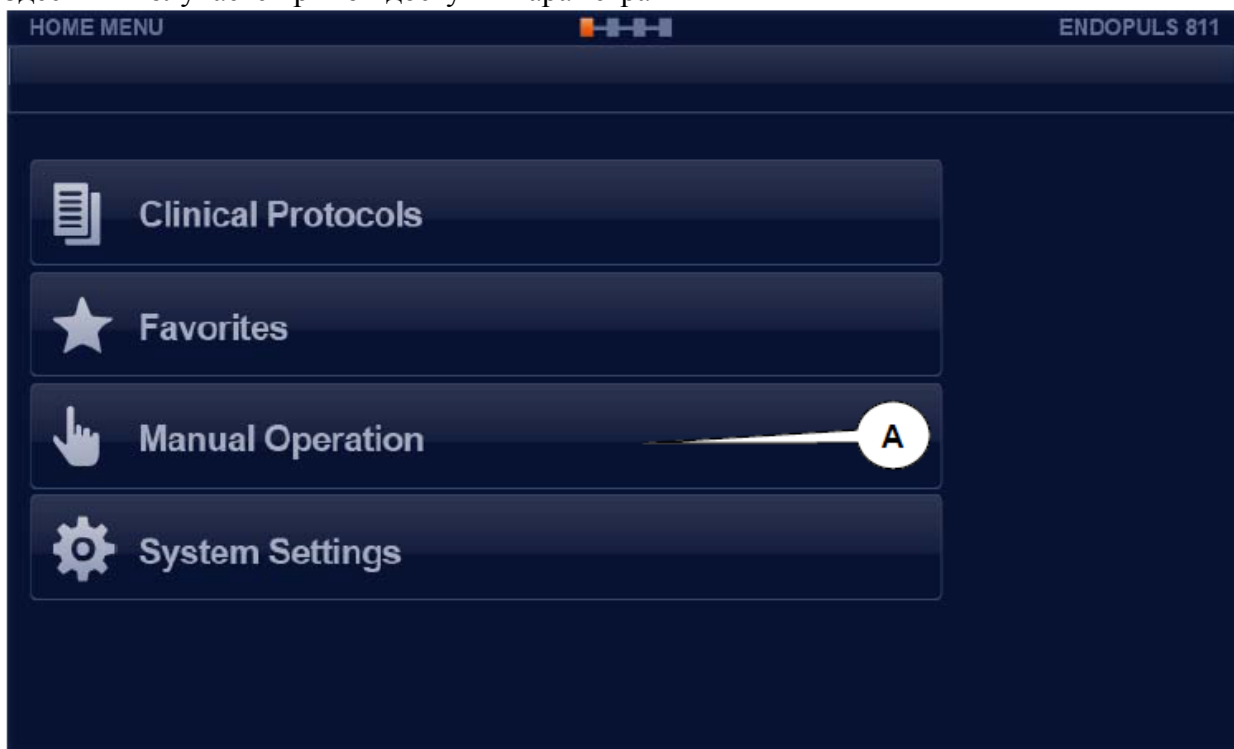 HOME MENU
ENDOPULS 811
Clinical Protocols
Favorites
Manual Operation
A
System Settings